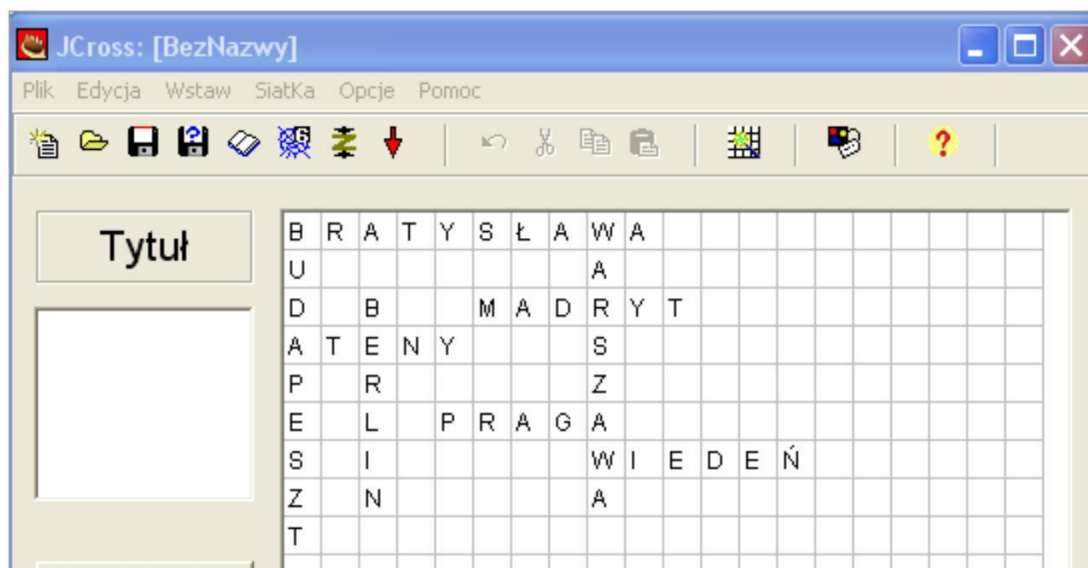 JCross: [BezNazwy]
Plik Edycja Wstaw SiatKa Opcje Pomoc
Tytuł
B R A T Y S Ł A W A
U A
D B M A D R Y T
A T E N Y S
P R Z
E L P R A G A
S I W I E D E Ń
Z N A
T